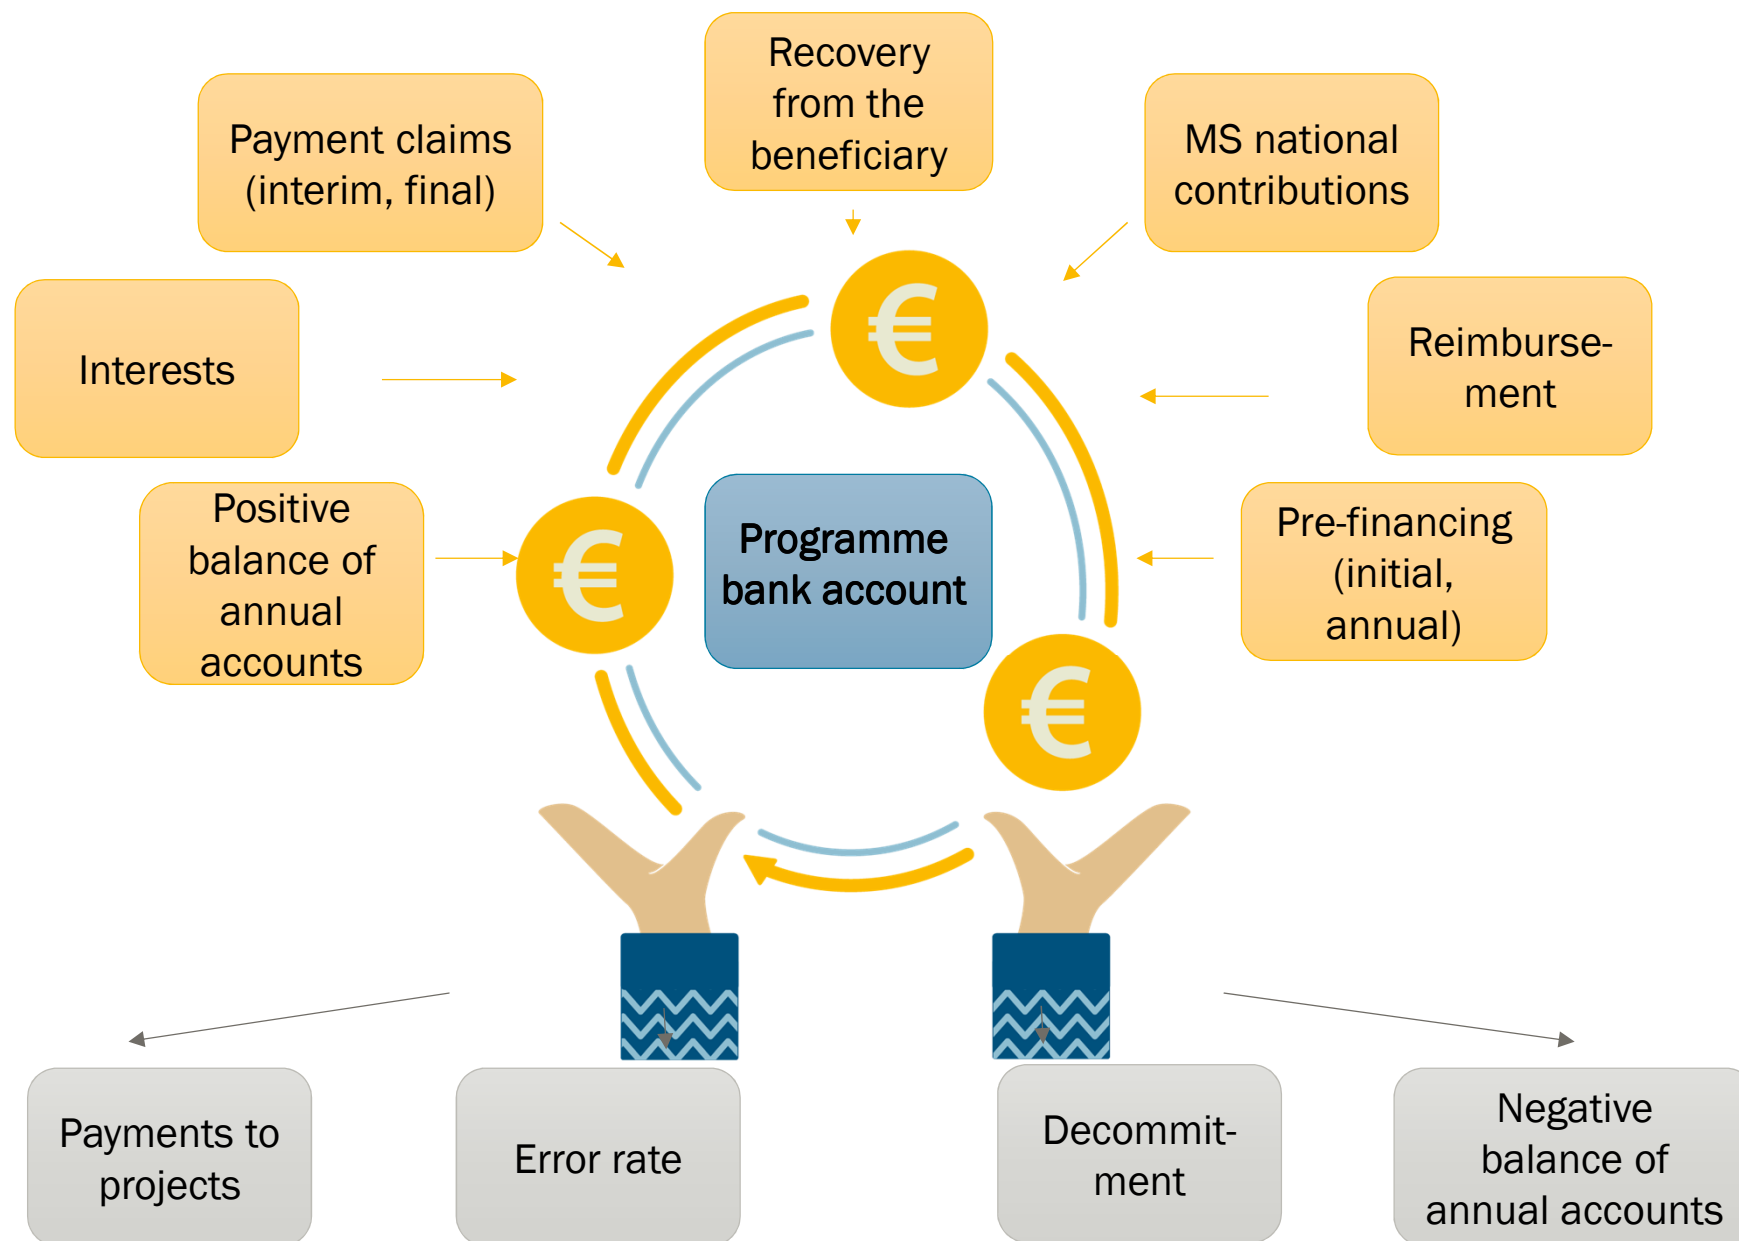 Recovery
from the
beneficiary
Payment claims
(interim, final)
MS national
contributions
Interests
Reimburse-
ment
€
Positive
balance of
annual
accounts
€
Programme
bank account
Pre-financing
(initial,
annual)
€
Payments to
projects
Error rate
Decommit-
ment
Negative
balance of
annual accounts